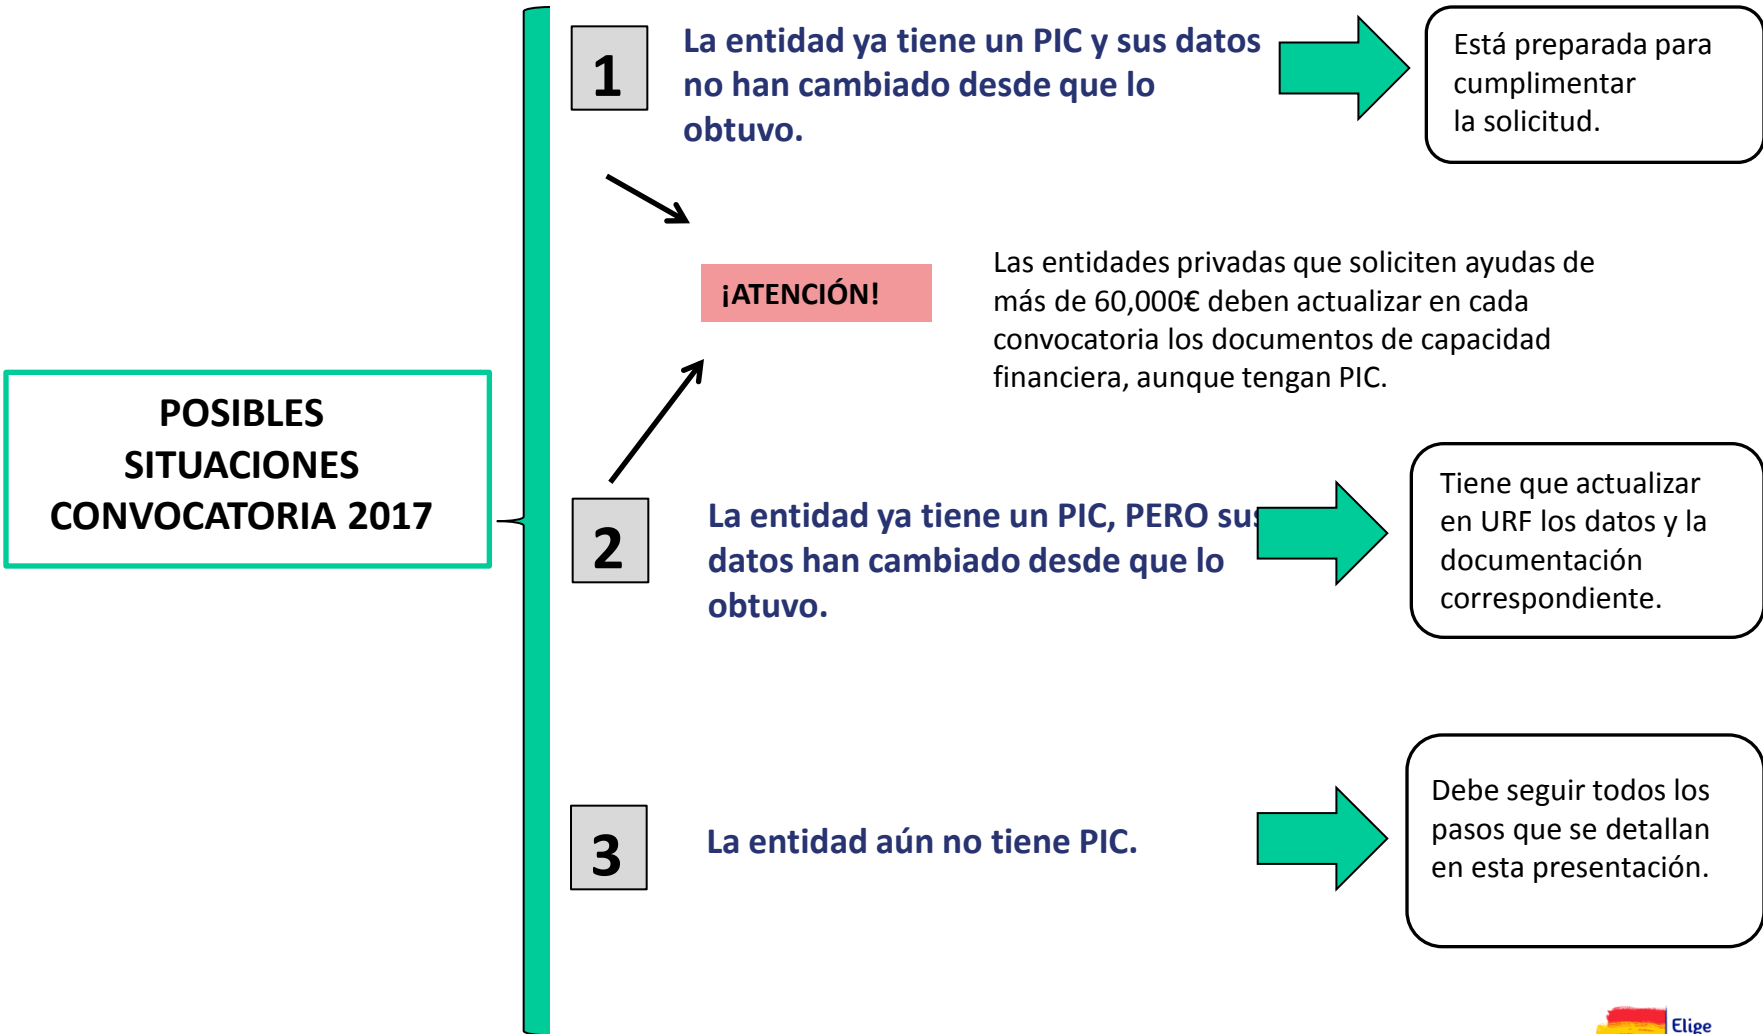 POSIBLES
SITUACIONES
CONVOCATORIA 2017
1
La entidad ya tiene un PIC y sus datos
no han cambiado desde que lo
obtuvo.
Está preparada para
cumplimentar
la solicitud.
¡ATENCIÓN!
Las entidades privadas que soliciten ayudas de
más de 60,000€ deben actualizar en cada
convocatoria los documentos de capacidad
financiera, aunque tengan PIC.
2
La entidad ya tiene un PIC, PERO sus
datos han cambiado desde que lo
obtuvo.
Tiene que actualizar
en URF los datos y la
documentación
correspondiente.
3
La entidad aún no tiene PIC.
Debe seguir todos los
pasos que se detallan
en esta presentación.
Elige